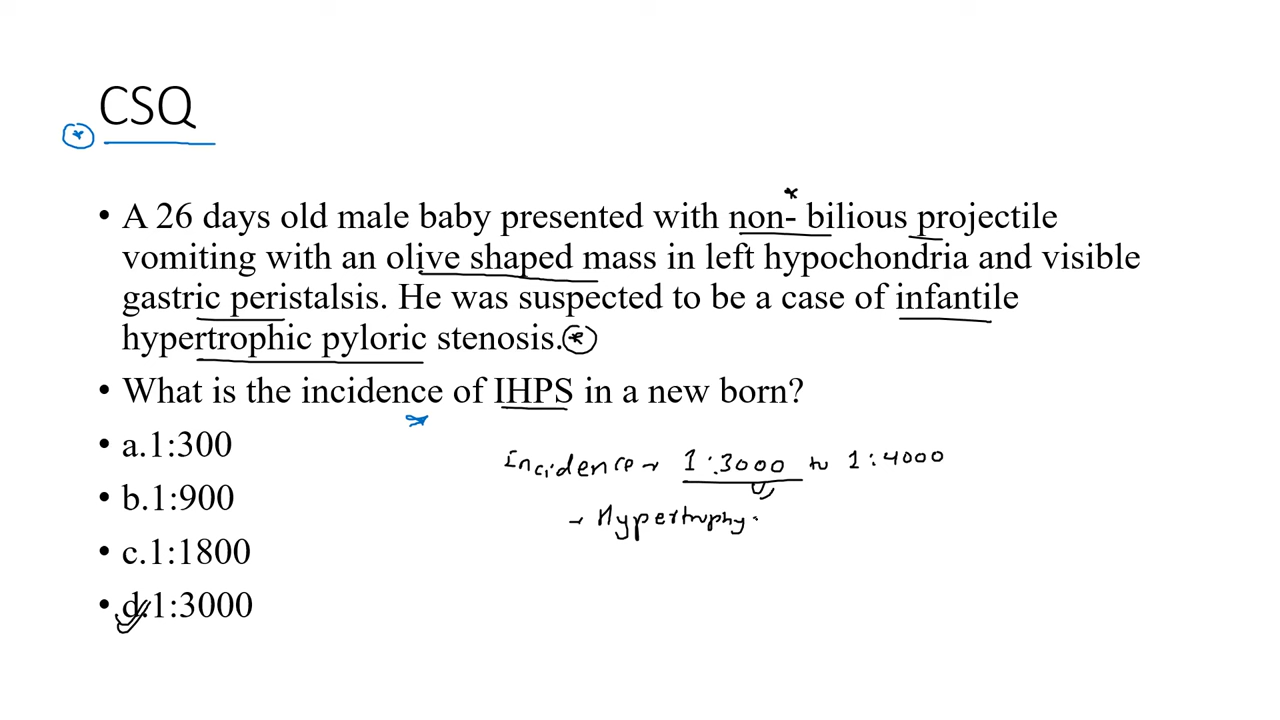 CSQ
• A 26 days old male baby presented with non- bilious projectile
vomiting with an olive shaped mass in left hypochondria and visible
gastric peristalsis. He was suspected to be a case of infantile
hypertrophic pyloric stenosis.
• What is the incidence of IHPS in a new born?
• a.1:300
• b.1:900
• c.1:1800
• d.1:3000
Incidence → 1:3000 to 1:4000
→ Hypertrophy